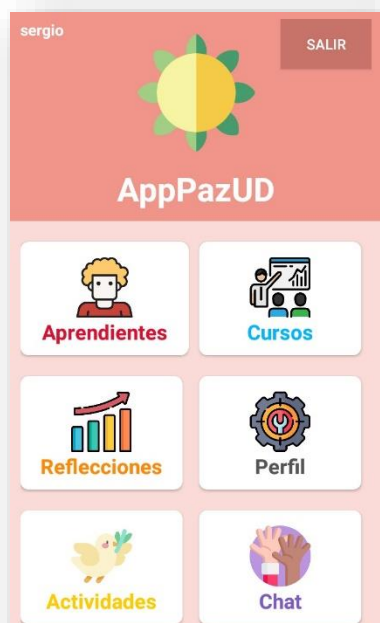 sergio
SALIR
AppPazUD
Aprendientes
Cursos
Reflecciones
Perfil
Actividades
Chat